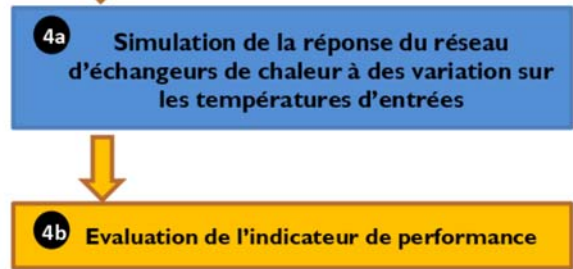 4a
Simulation de la réponse du réseau
d'échangeurs de chaleur à des variation sur
les températures d'entrées
4b
Evaluation de l'indicateur de performance